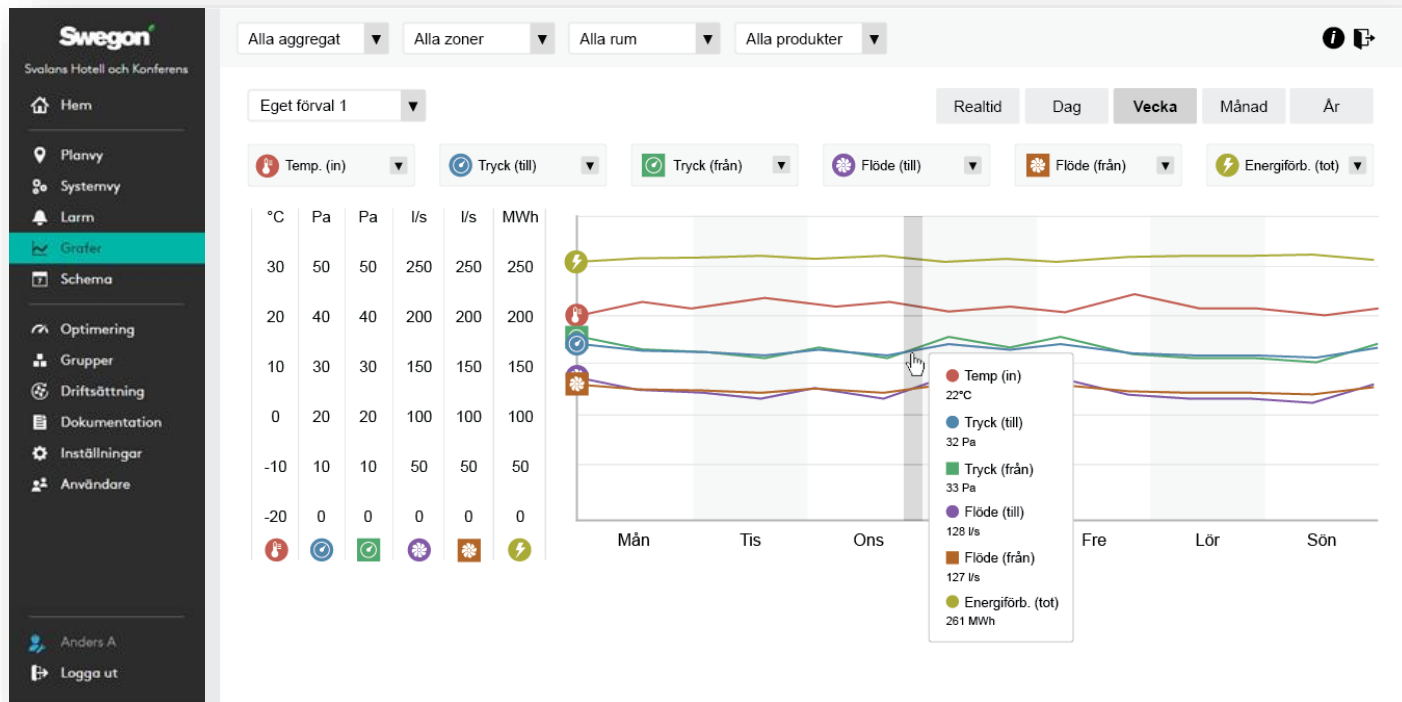 Swegon
Svalans Hotell och Konferens
Hem
Planvy
Systemvy
Larm
Grafer
Schema
Optimering
Grupper
Driftsättning
Dokumentation
Inställningar
Användare
Anders A
Logga ut
Alla aggregat ▼ Alla zoner ▼ Alla rum ▼ Alla produkter ▼
Eget förval 1 ▼
Realtid Dag Vecka Månad År
Temp. (in) ▼ Tryck (till) ▼ Tryck (från) ▼ Flöde (till) ▼ Flöde (från) ▼ Energiförb. (tot) ▼
°C Pa Pa l/s l/s MWh
30 50 50 250 250 250
20 40 40 200 200 200
10 30 30 150 150 150
0 20 20 100 100 100
-10 10 10 50 50 50
-20 0 0 0 0 0
Mån Tis Ons Fre Lör Sön
Temp (in)
22°C
Tryck (till)
32 Pa
Tryck (från)
33 Pa
Flöde (till)
128 l/s
Flöde (från)
127 l/s
Energiförb. (tot)
261 MWh